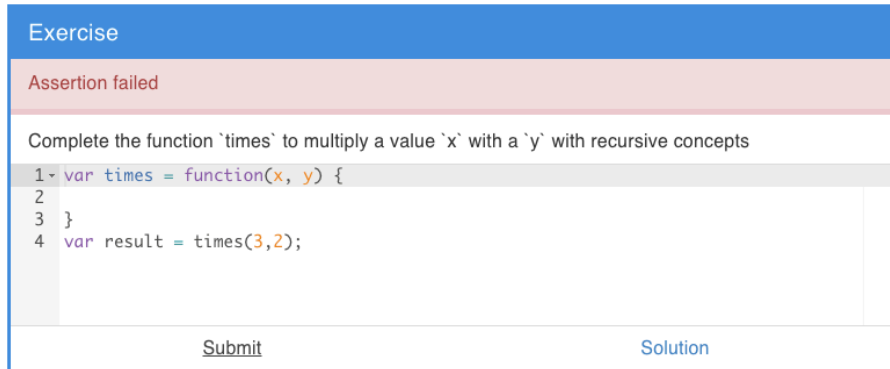 Exercise
Assertion failed
Complete the function `times` to multiply a value `x` with a `y` with recursive concepts
1 var times = function(x, y) {
2
3 }
4 var result = times(3,2);
Submit Solution